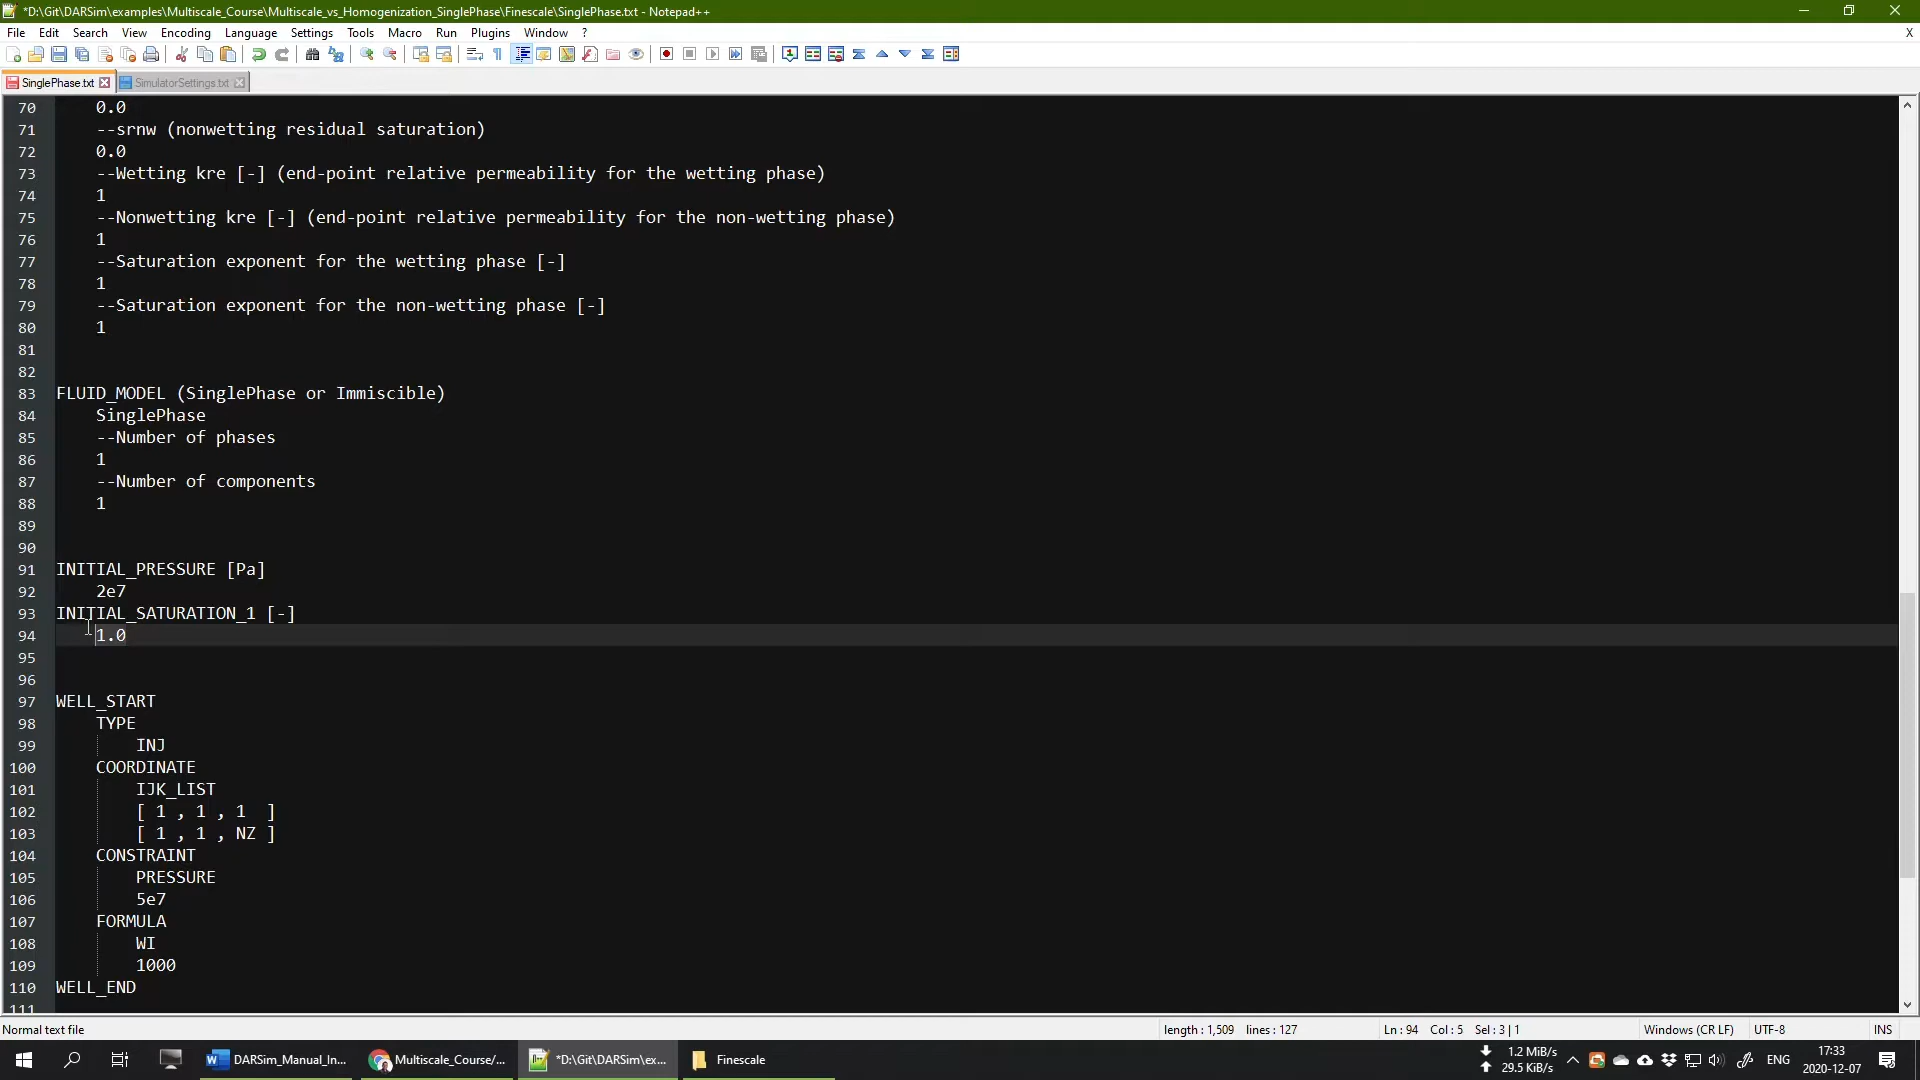 *D:\Git\DARSim\examples\Multiscale_Course\Multiscale_vs_Homogenization_SinglePhase\Finescale\SinglePhase.txt - Notepad++
File Edit Search View Encoding Language Settings Tools Macro Run Plugins Window ? X
SinglePhase.txt SimulatorSettings.txt
70 0.0
71 --srnw (nonwetting residual saturation)
72 0.0
73 --Wetting kre [-] (end-point relative permeability for the wetting phase)
74 1
75 --Nonwetting kre [-] (end-point relative permeability for the non-wetting phase)
76 1
77 --Saturation exponent for the wetting phase [-]
78 1
79 --Saturation exponent for the non-wetting phase [-]
80 1
81
82
83 FLUID_MODEL (SinglePhase or Immiscible)
84 SinglePhase
85 --Number of phases
86 1
87 --Number of components
88 1
89
90
91 INITIAL_PRESSURE [Pa]
92 2e7
93 INITIAL_SATURATION_1 [-]
94 1.0
95
96
97 WELL_START
98 TYPE
99 INJ
100 COORDINATE
101 IJK_LIST
102 [ 1 , 1 , 1 ]
103 [ 1 , 1 , NZ ]
104 CONSTRAINT
105 PRESSURE
106 5e7
107 FORMULA
108 WI
109 1000
110 WELL_END
111
Normal text file length : 1,509 lines : 127 Ln : 94 Col : 5 Sel : 3 | 1 Windows (CR LF) UTF-8 INS
DARSim_Manual_In... Multiscale_Course/... *D:\Git\DARSim\ex... Finescale 1.2 MiB/s 29.5 KiB/s ENG 17:33 2020-12-07